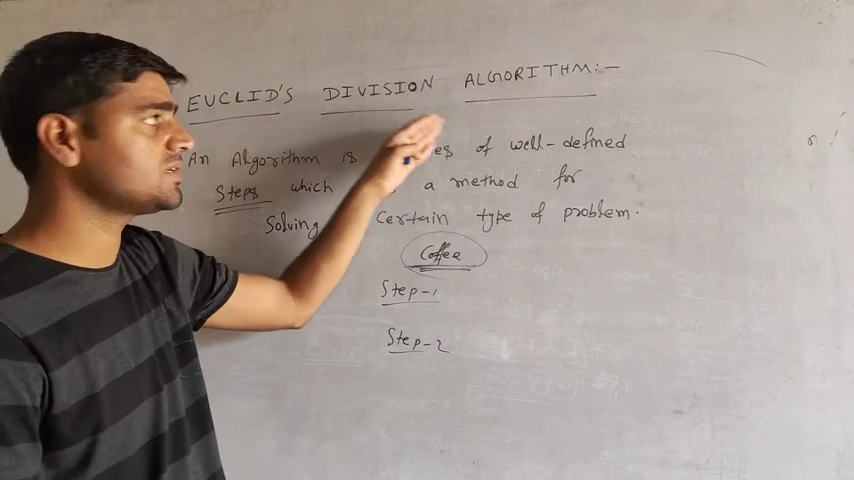 EUCLID'S DIVISION ALGORITHM:-
An Algorithm is es of well-defined
Steps which a method for
Solving certain type of problem.
Coffee
Step-1
Step-2
n!